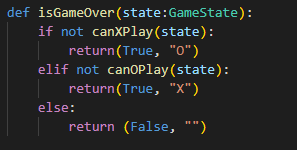 def isGameOver(state:GameState):
    if not canXPlay(state):
        return(True, "O")
    elif not canOPlay(state):
        return(True, "X")
    else:
        return (False, "")